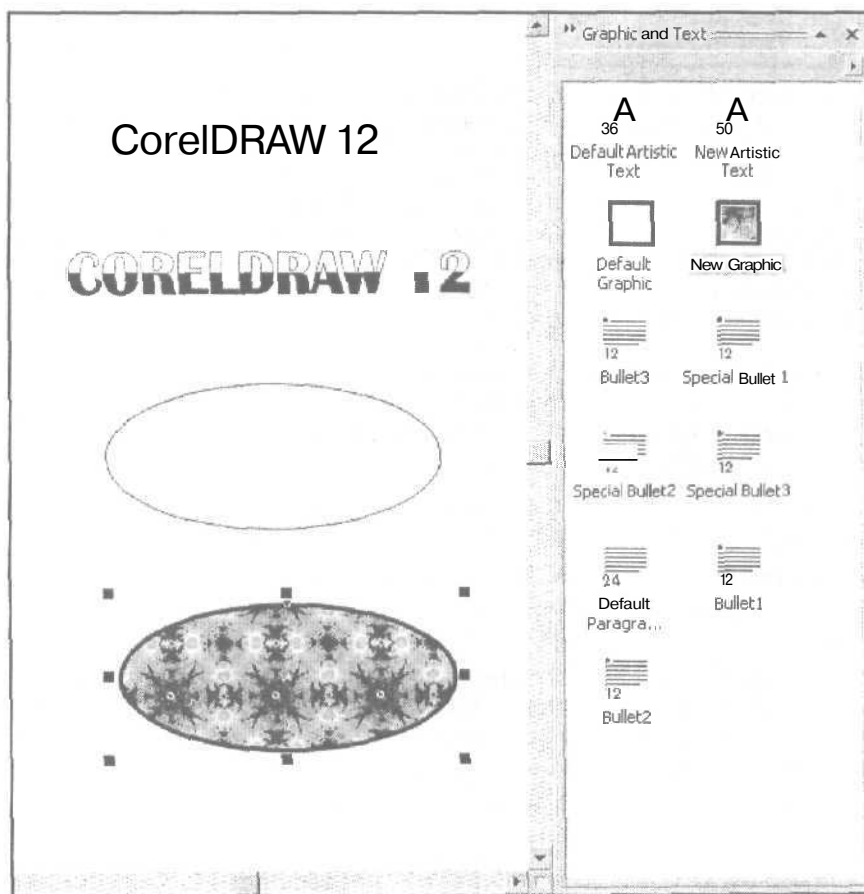 Graphic and Text
CorelDRAW 12
CORELDRAW .2
A A
36 50
Default Artistic New Artistic
Text Text
Default New Graphic
Graphic
12 12
Bullet3 Special Bullet 1
12 12
Special Bullet2 Special Bullet3
24 12
Default Bullet1
Paragra...
12
Bullet2